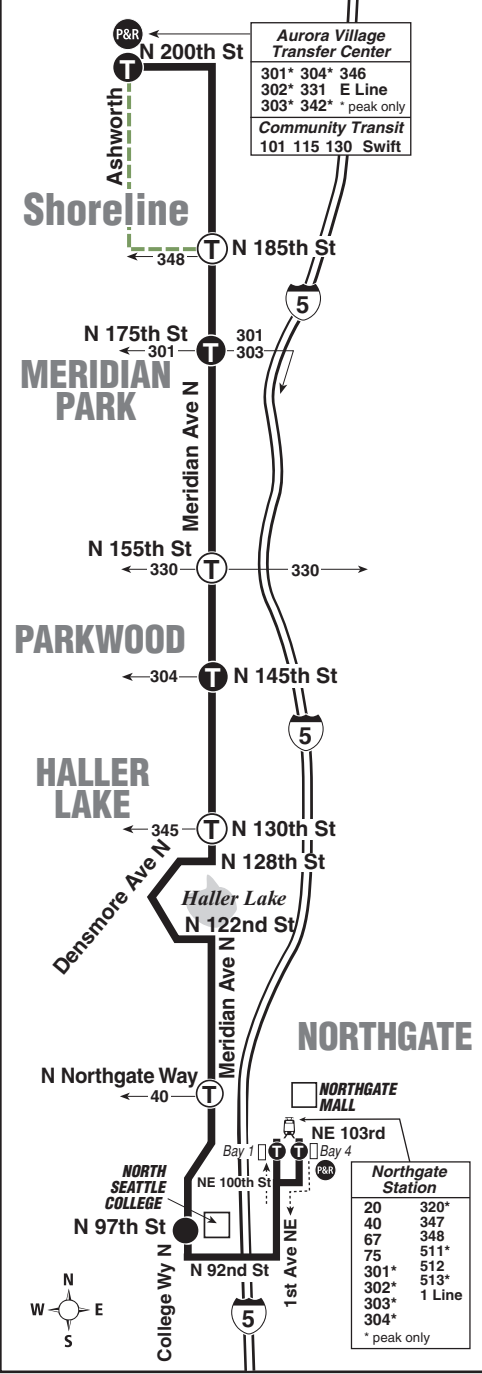 P&R
N 200th St
T
Aurora Village
Transfer Center
301* 304* 346
302* 331 E Line
303* 342* * peak only
Community Transit
101 115 130 Swift
Ashworth
Shoreline
T N 185th St
348
5
N 175th St
301 T 301
303
MERIDIAN
PARK
Meridian Ave N
N 155th St
330 T 330
PARKWOOD
304 T N 145th St
5
HALLER
LAKE
345 T N 130th St
N 128th St
Densmore Ave N
Haller Lake
N 122nd St
Meridian Ave N
NORTHGATE
N Northgate Way
40 T
NORTHGATE
MALL
NE 103rd
Bay 1 T T Bay 4
P&R
NE 100th St
NORTH
SEATTLE
COLLEGE
N 97th St
College Wy N
N 92nd St
1st Ave NE
5
Northgate
Station
20 320*
40 347
67 348
75 511*
301* 512
302* 513*
303* 1 Line
304*
* peak only
N
W E
S